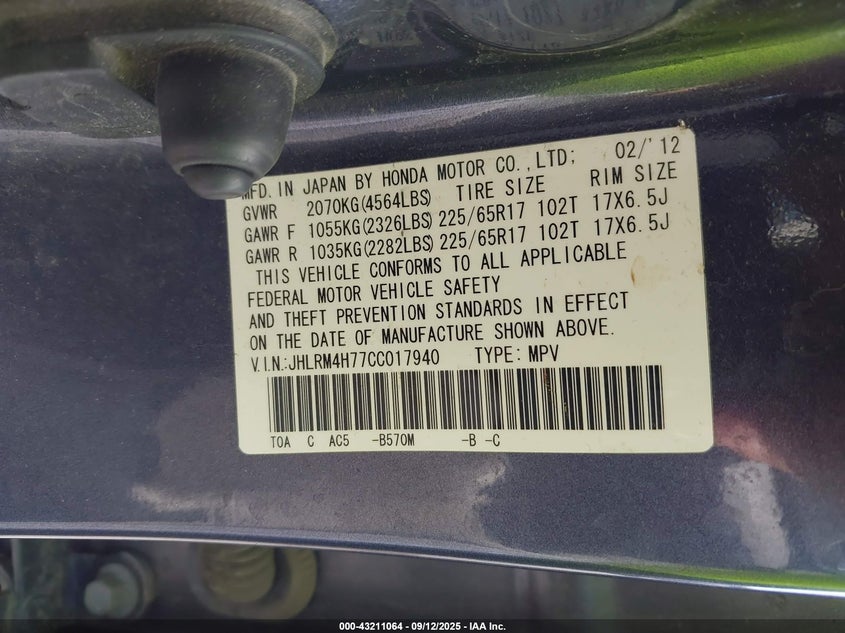 MFD. IN JAPAN BY HONDA MOTOR CO.,LTD; 02/'12
GVWR 2070KG(4564LBS) TIRE SIZE RIM SIZE
GAWR F 1055KG(2326LBS) 225/65R17 102T 17X6.5J
GAWR R 1035KG(2282LBS) 225/65R17 102T 17X6.5J
THIS VEHICLE CONFORMS TO ALL APPLICABLE
FEDERAL MOTOR VEHICLE SAFETY
AND THEFT PREVENTION STANDARDS IN EFFECT
ON THE DATE OF MANUFACTURE SHOWN ABOVE.
V.I.N.:JHLRM4H77CC017940 TYPE: MPV
TOA C AC5 -B570M -B -C
000-43211064 - 09/12/2025 - IAA Inc.